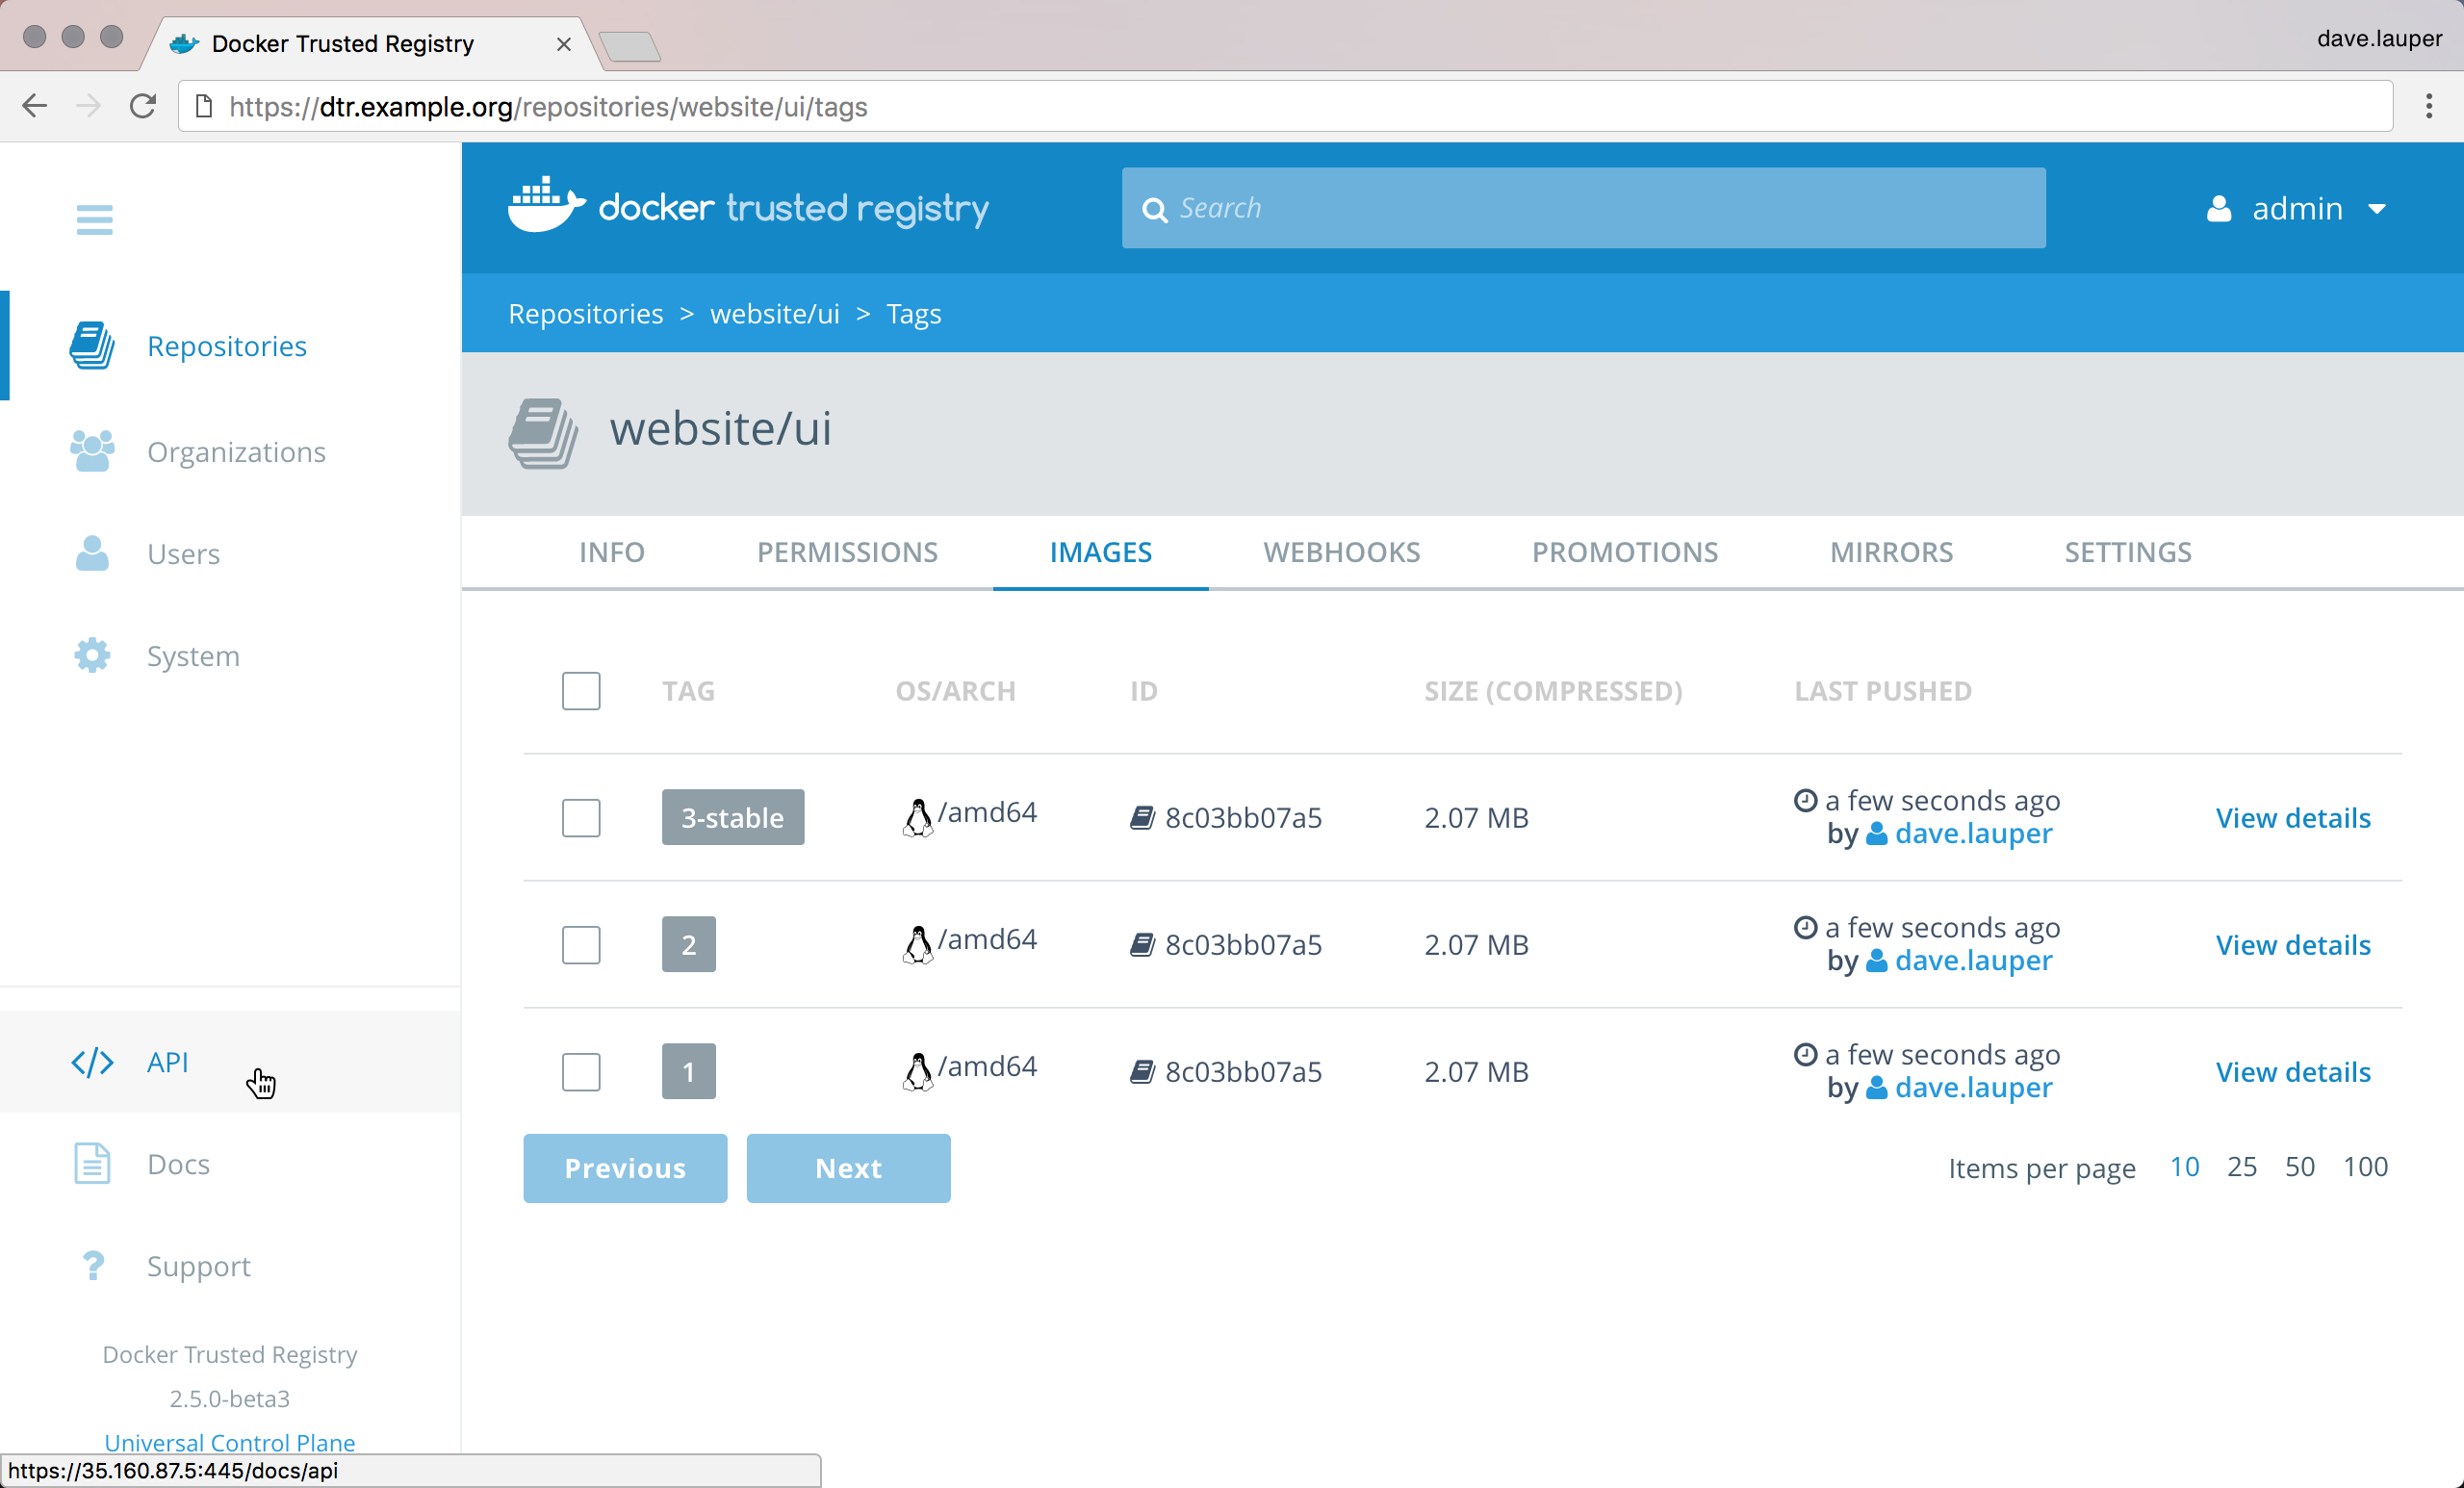 Docker Trusted Registry
dave.lauper
https://dtr.example.org/repositories/website/ui/tags
docker trusted registry
Search
admin
Repositories > website/ui > Tags
Repositories
Organizations
Users
System
website/ui
INFO PERMISSIONS IMAGES WEBHOOKS PROMOTIONS MIRRORS SETTINGS
TAG OS/ARCH ID SIZE (COMPRESSED) LAST PUSHED
3-stable /amd64 8c03bb07a5 2.07 MB a few seconds ago View details
by dave.lauper
2 /amd64 8c03bb07a5 2.07 MB a few seconds ago View details
by dave.lauper
1 /amd64 8c03bb07a5 2.07 MB a few seconds ago View details
by dave.lauper
Previous Next
Items per page 10 25 50 100
API
Docs
Support
Docker Trusted Registry
2.5.0-beta3
Universal Control Plane
https://35.160.87.5:445/docs/api